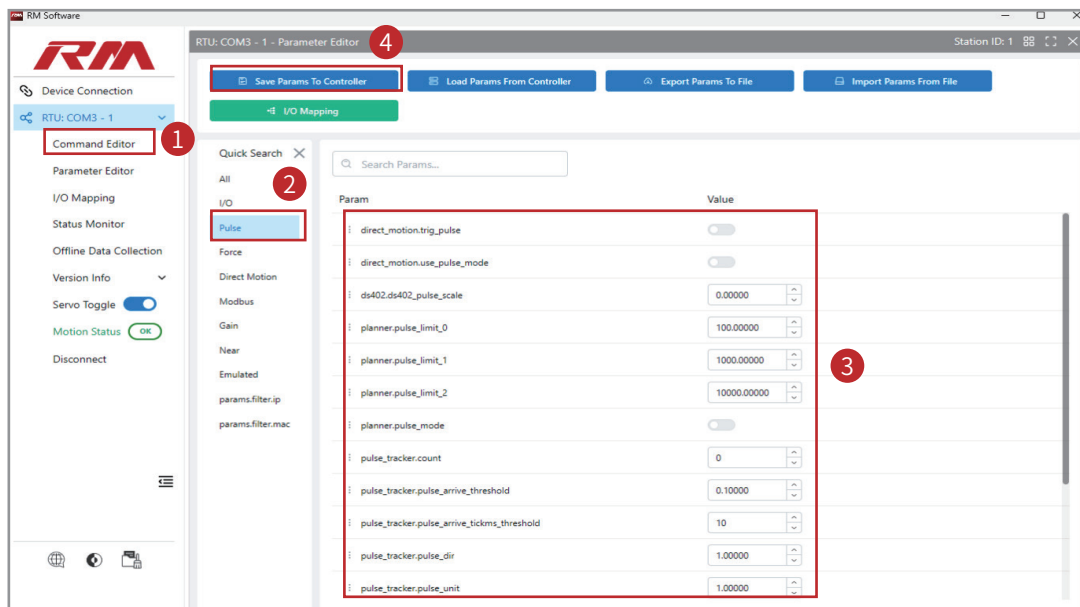 RM Software
RM
RTU: COM3 - 1 - Parameter Editor
4
Station ID: 1
Device Connection
RTU: COM3 - 1
Command Editor
1
Parameter Editor
I/O Mapping
Status Monitor
Offline Data Collection
Version Info
Servo Toggle
Motion Status OK
Disconnect
Save Params To Controller
Load Params From Controller
Export Params To File
Import Params From File
I/O Mapping
Quick Search
All
2
I/O
Pulse
Force
Direct Motion
Modbus
Gain
Near
Emulated
params.filter.ip
params.filter.mac
Search Params...
Param Value
direct_motion.trig_pulse
direct_motion.use_pulse_mode
ds402.ds402_pulse_scale 0.00000
planner.pulse_limit_0 100.00000
planner.pulse_limit_1 1000.00000
3
planner.pulse_limit_2 10000.00000
planner.pulse_mode
pulse_tracker.count 0
pulse_tracker.pulse_arrive_threshold 0.10000
pulse_tracker.pulse_arrive_tickms_threshold 10
pulse_tracker.pulse_dir 1.00000
pulse_tracker.pulse_unit 1.00000